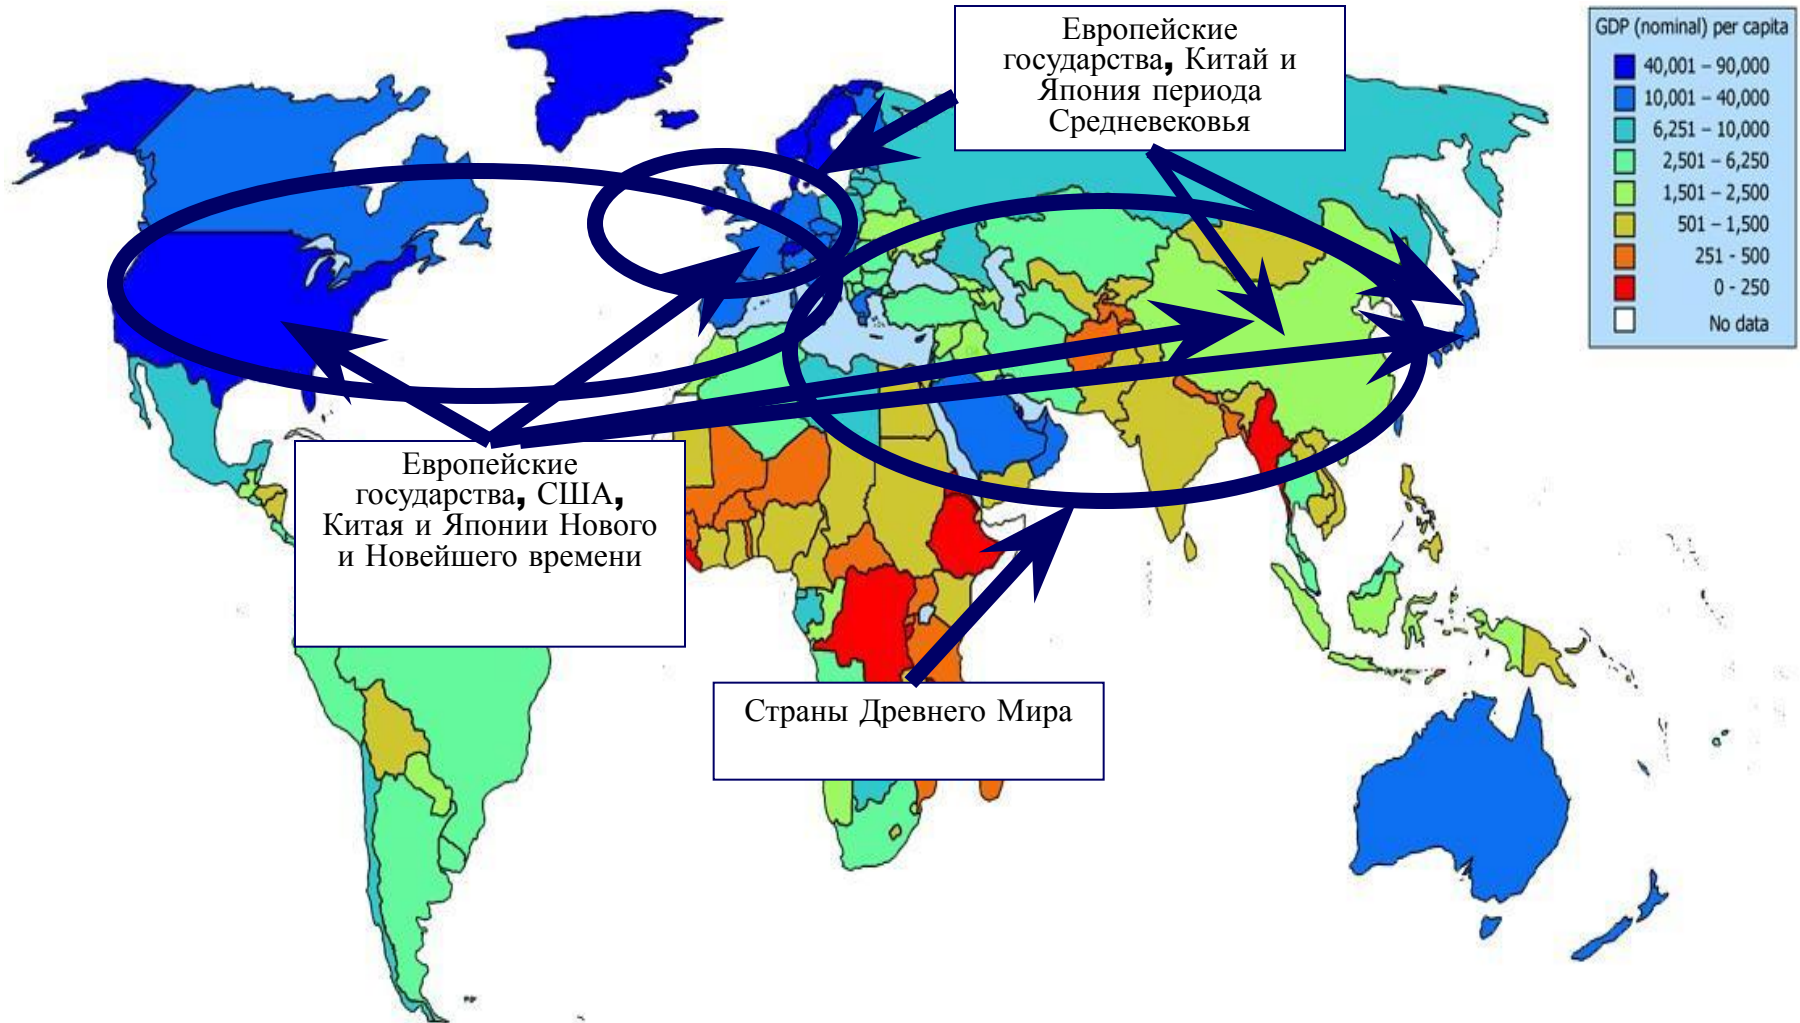 Европейские
государства, Китай и
Япония периода
Средневековья
GDP (nominal) per capita
40,001 – 90,000
10,001 – 40,000
6,251 – 10,000
2,501 – 6,250
1,501 – 2,500
501 – 1,500
251 - 500
0 - 250
No data
Европейские
государства, США,
Китая и Японии Нового
и Новейшего времени
Страны Древнего Мира